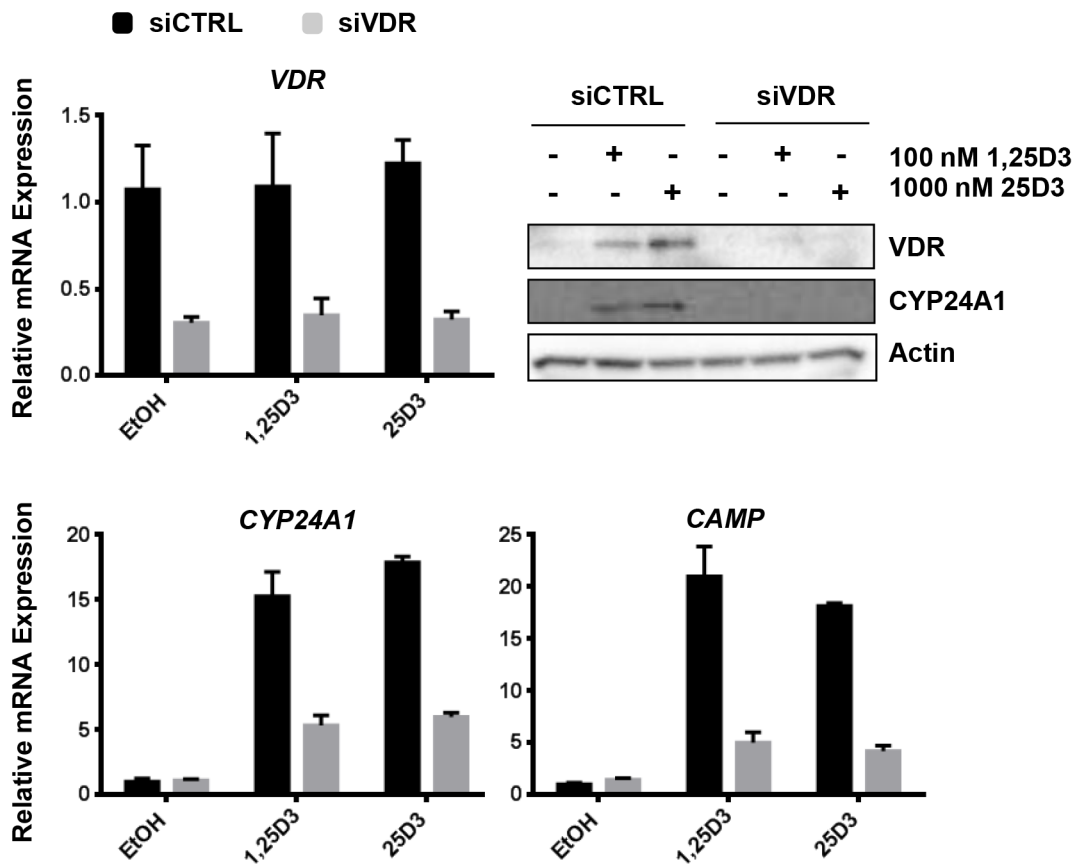 siCTRL siVDR
VDR
Relative mRNA Expression
1.5
1.0
0.5
0.0
EtOH 1,25D3 25D3
siCTRL siVDR
- + - - + - 100 nM 1,25D3
- - + - - + 1000 nM 25D3
VDR
CYP24A1
Actin
CYP24A1
Relative mRNA Expression
20
15
10
5
0
EtOH 1,25D3 25D3
CAMP
25
20
15
10
5
0
EtOH 1,25D3 25D3